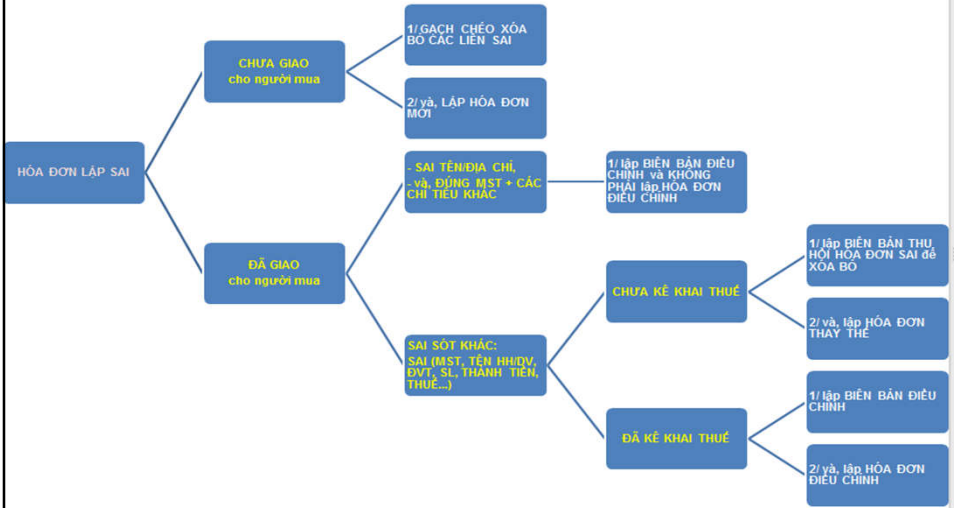 HÓA ĐƠN LẬP SAI
CHƯA GIAO
cho người mua
1/ GẠCH CHÉO XÓA
BỎ CÁC LIÊN SAI
2/ và, LẬP HÓA ĐƠN
MỚI
ĐÃ GIAO
cho người mua
- SAI TÊN/ĐỊA CHỈ,
- và, ĐÚNG MST + CÁC
CHỈ TIÊU KHÁC
1/ lập BIÊN BẢN ĐIỀU
CHỈNH và KHÔNG
PHẢI lập HÓA ĐƠN
ĐIỀU CHỈNH
SAI SÓT KHÁC:
SAI (MST, TÊN HH/DV,
ĐVT, SL, THÀNH TIỀN,
THUẾ...)
CHƯA KÊ KHAI THUẾ
1/ lập BIÊN BẢN THU
HỒI HÓA ĐƠN SAI để
XÓA BỎ
2/ và, lập HÓA ĐƠN
THAY THẾ
ĐÃ KÊ KHAI THUẾ
1/ lập BIÊN BẢN ĐIỀU
CHỈNH
2/ và, lập HÓA ĐƠN
ĐIỀU CHỈNH